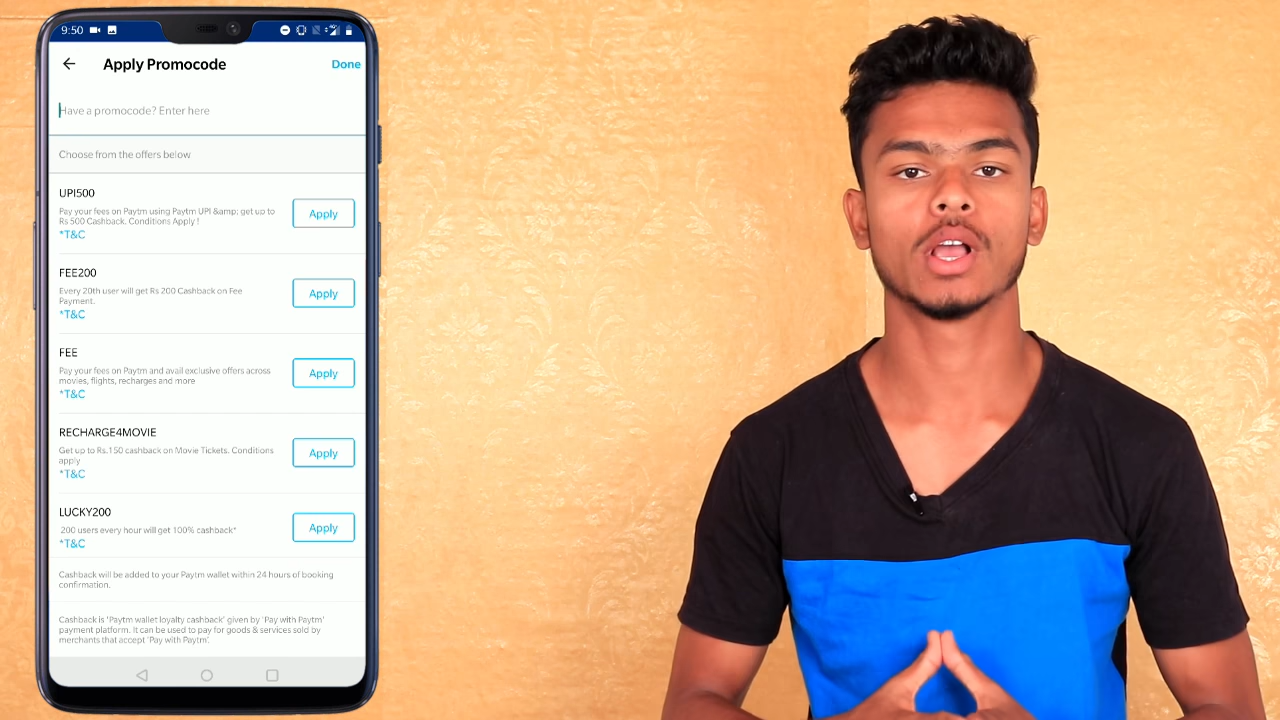 9:50
Apply Promocode
Done
Have a promocode? Enter here
Choose from the offers below
UPI500
Pay your fees on Paytm using Paytm UPI &amp; get up to
Rs 500 Cashback. Conditions Apply !
*T&C
Apply
FEE200
Every 20th user will get Rs 200 Cashback on Fee
Payment.
*T&C
Apply
FEE
Pay your fees on Paytm and avail exclusive offers across
movies, flights, recharges and more
*T&C
Apply
RECHARGE4MOVIE
Get up to Rs.150 cashback on Movie Tickets. Conditions
apply
*T&C
Apply
LUCKY200
200 users every hour will get 100% cashback*
*T&C
Apply
Cashback will be added to your Paytm wallet within 24 hours of booking
confirmation.
Cashback is 'Paytm wallet loyalty cashback' given by 'Pay with Paytm'
payment platform. It can be used to pay for goods & services sold by
merchants that accept 'Pay with Paytm'.